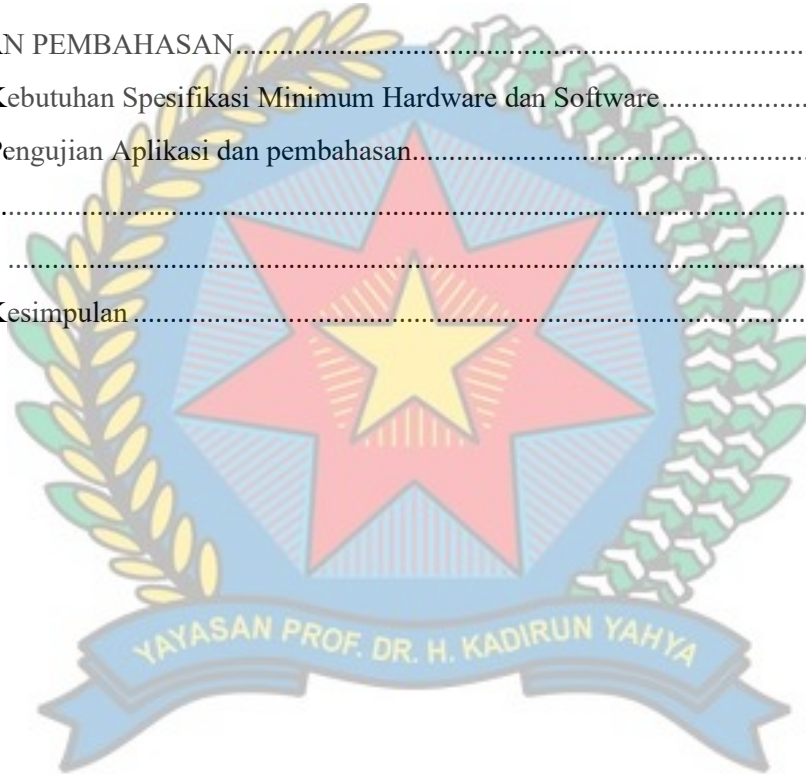 AN PEMBAHASAN..........................................................................
Kebutuhan Spesifikasi Minimum Hardware dan Software....................
Pengujian Aplikasi dan pembahasan.....................................................
..........................................................................................................
..........................................................................................................
Kesimpulan ..........................................................................................
YAYASAN PROF. DR. H. KADIRUN YAHYA